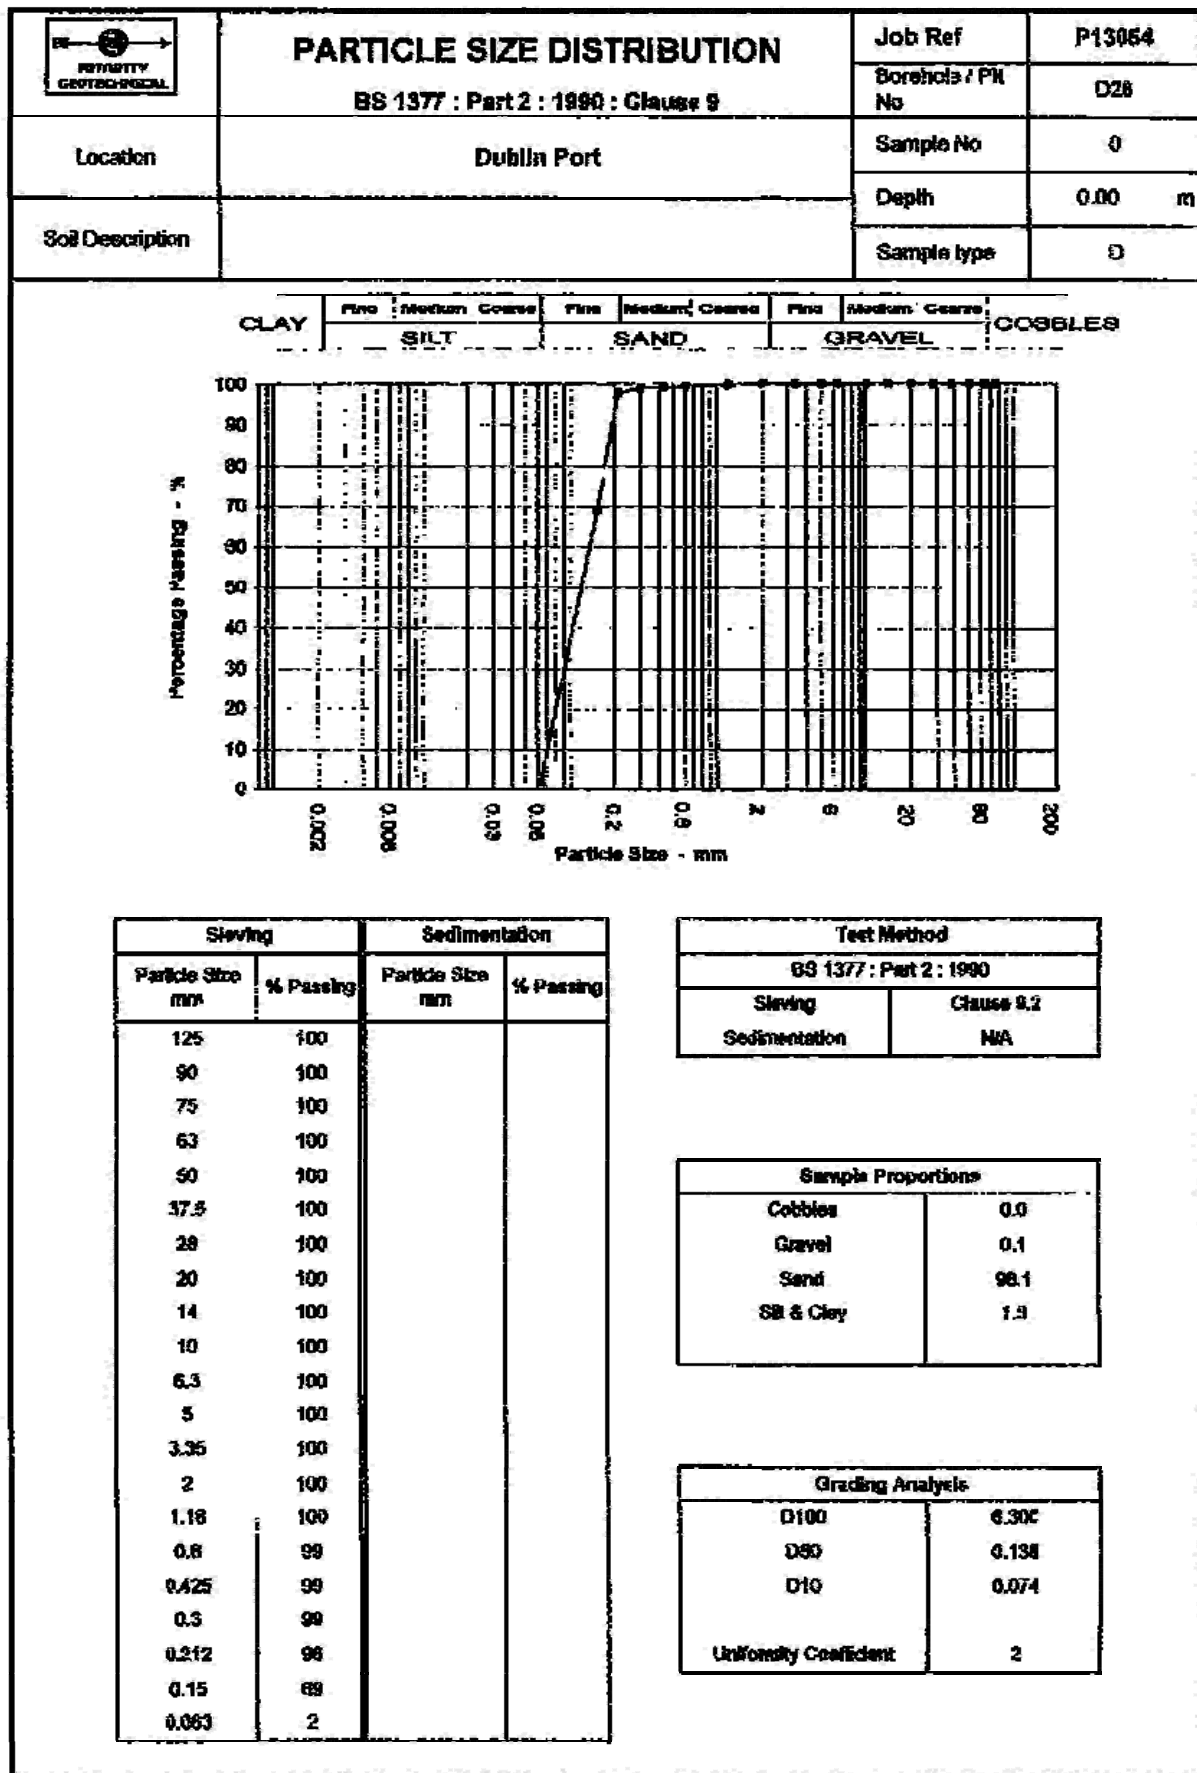 PRIORITY
GEOTECHNICAL
PARTICLE SIZE DISTRIBUTION
BS 1377 : Part 2 : 1990 : Clause 9
Job Ref P13054
Borehole / Pit No D26
Location Dublin Port
Sample No 0
Depth 0.00 m
Soil Description
Sample type D
CLAY Fine Medium Coarse Fine Medium Coarse Fine Medium Coarse COBBLES
SILT SAND GRAVEL
Percentage Passing - %
100
90
80
70
60
50
40
30
20
10
0
0.002 0.006 0.03 0.06 0.2 0.6 2 6 20 60 200
Particle Size - mm
Sieving Sedimentation
Particle Size mm % Passing Particle Size mm % Passing
125 100
90 100
75 100
63 100
50 100
37.5 100
28 100
20 100
14 100
10 100
6.3 100
5 100
3.35 100
2 100
1.18 100
0.6 99
0.425 99
0.3 99
0.212 98
0.15 69
0.063 2
Test Method
BS 1377 : Part 2 : 1990
Sieving Clause 9.2
Sedimentation N/A
Sample Proportions
Cobbles 0.0
Gravel 0.1
Sand 98.1
Silt & Clay 1.9
Grading Analysis
D100 6.300
D60 0.138
D10 0.074
Uniformity Coefficient 2